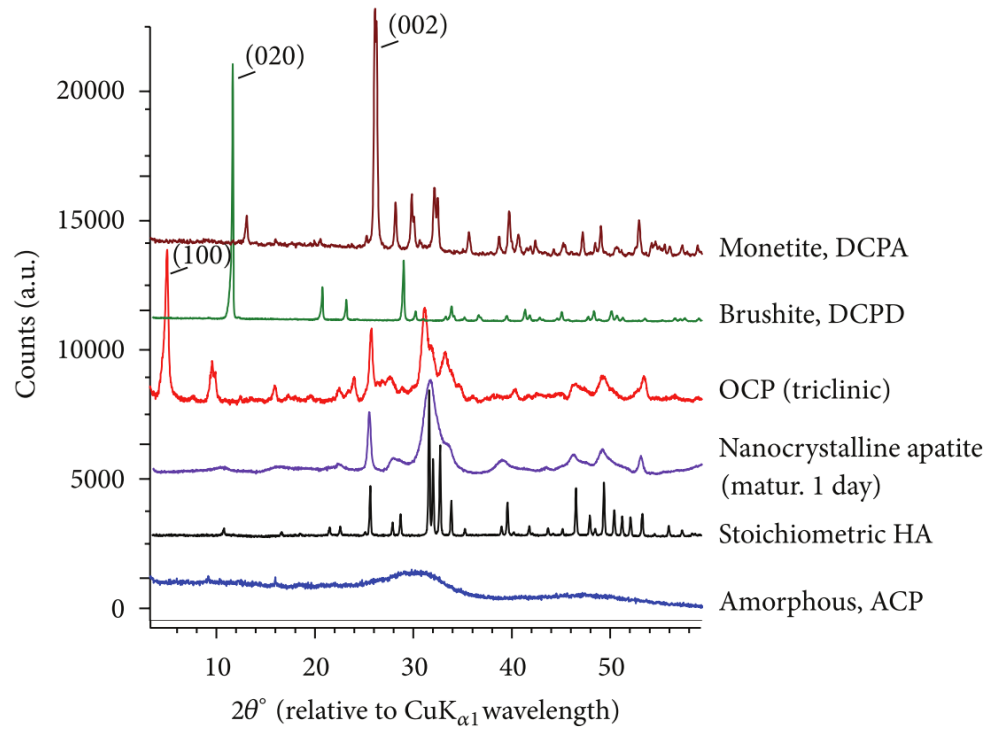 (002)
(020)
20000
15000
Monetite, DCPA
(100)
Brushite, DCPD
10000
OCP (triclinic)
Nanocrystalline apatite
(matur. 1 day)
5000
Stoichiometric HA
Amorphous, ACP
0
Counts (a.u.)
10 20 30 40 50
2θ° (relative to CuKα1 wavelength)